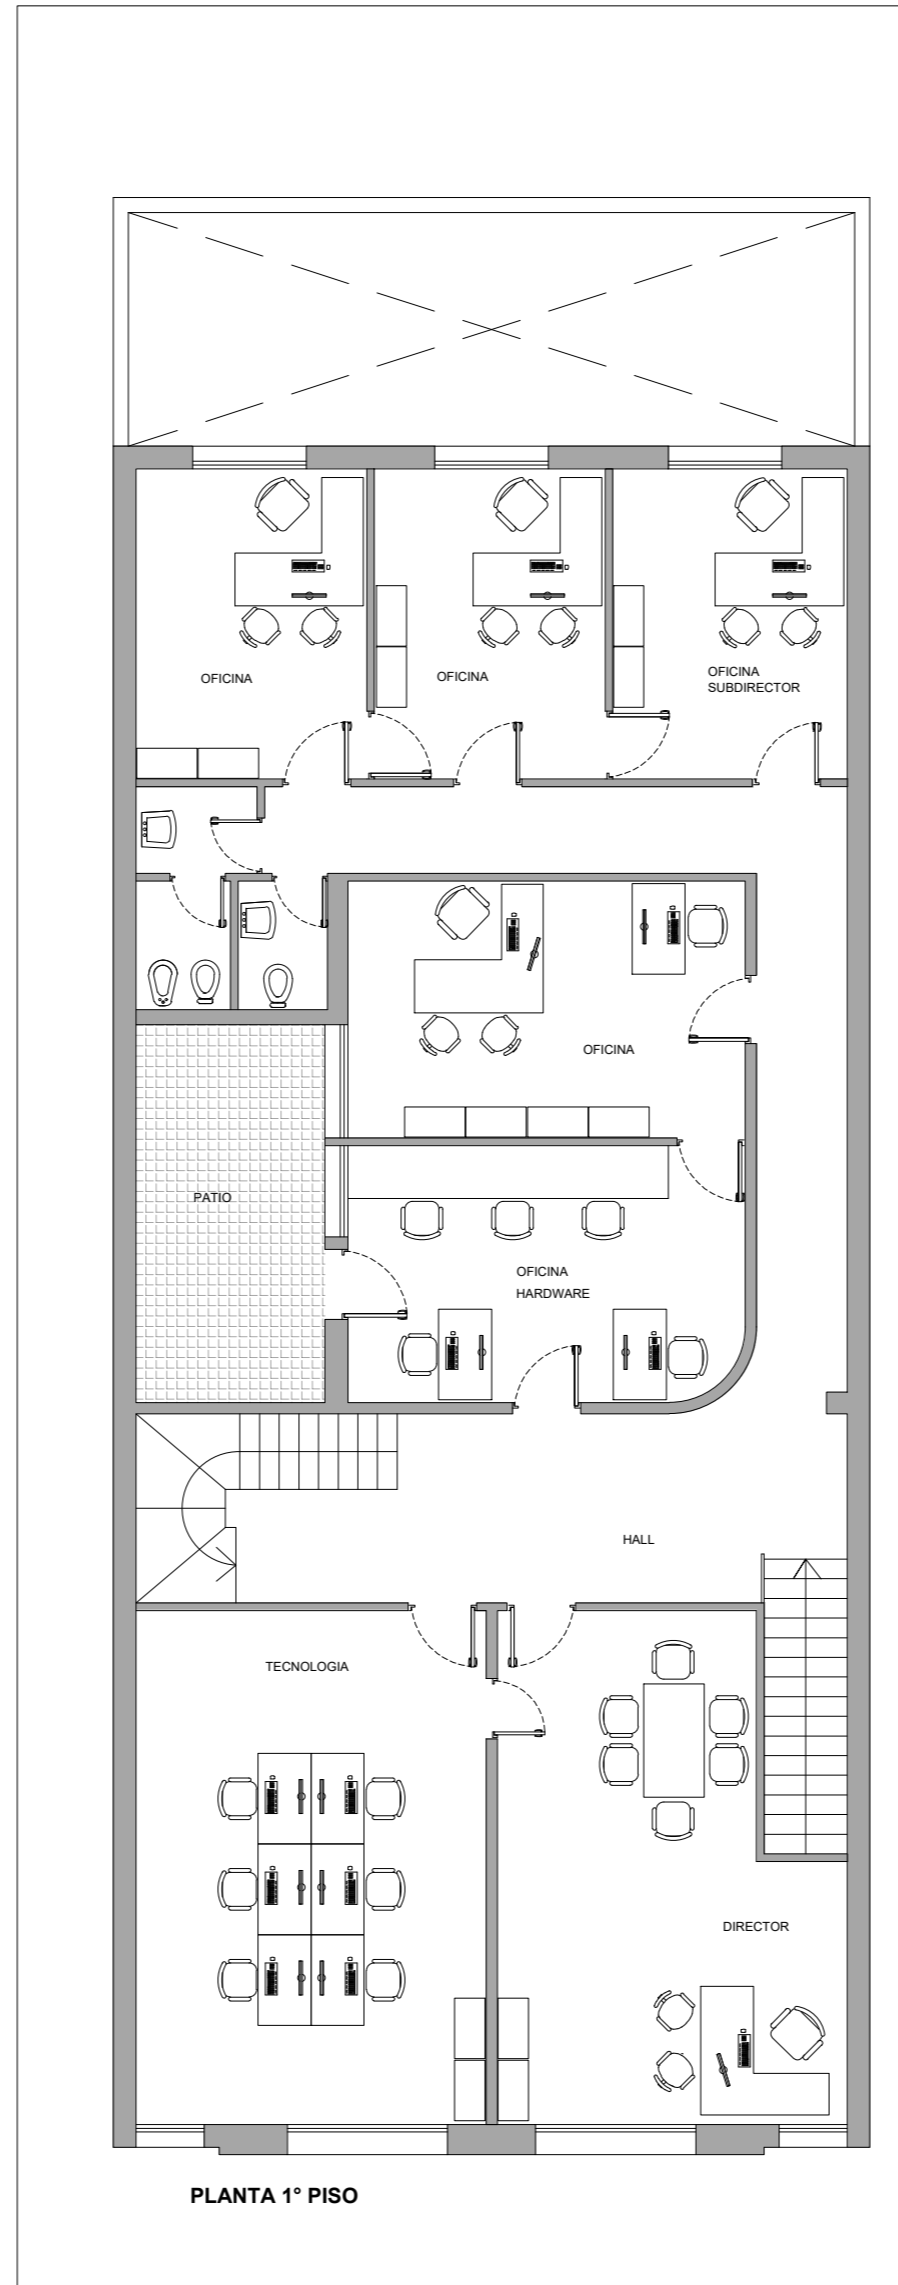 OFICINA
OFICINA
OFICINA
SUBDIRECTOR
OFICINA
PATIO
OFICINA
HARDWARE
HALL
TECNOLOGIA
DIRECTOR
PLANTA 1° PISO